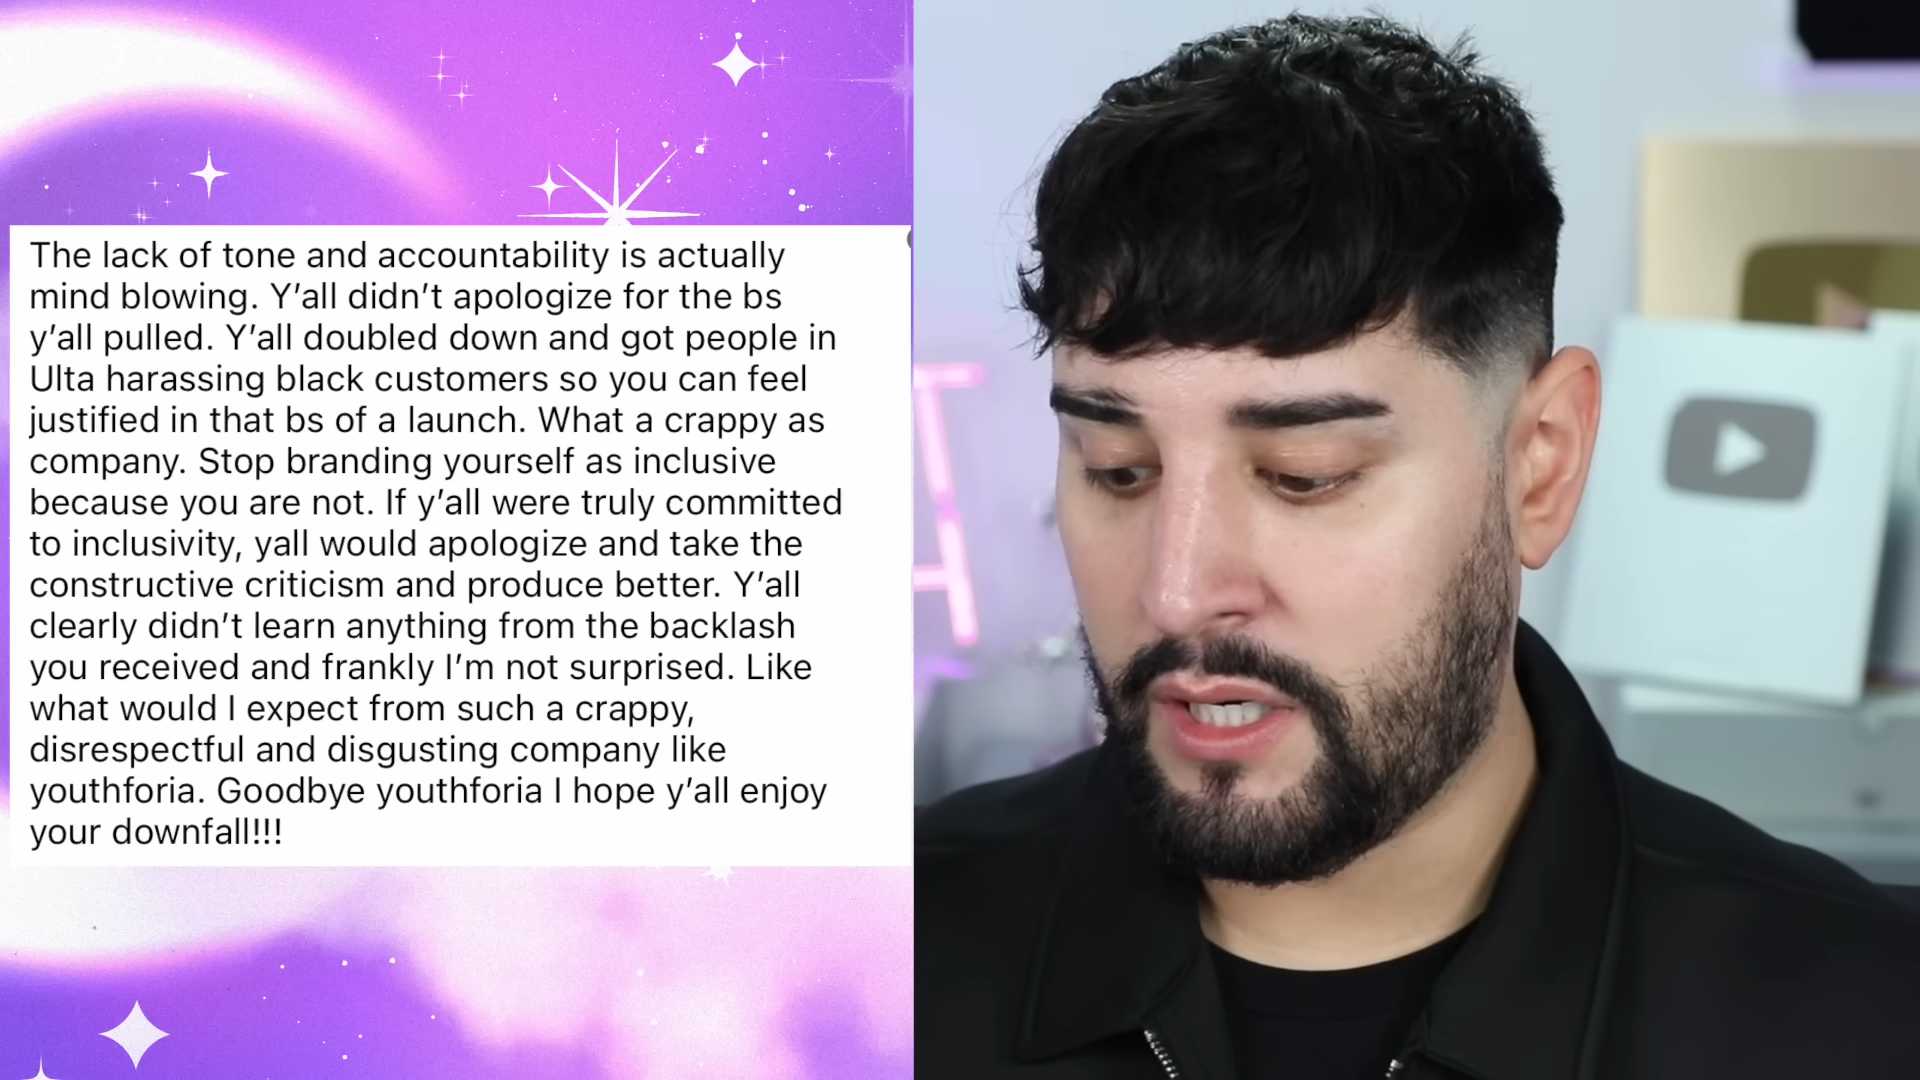 The lack of tone and accountability is actually
mind blowing. Y’all didn’t apologize for the bs
y’all pulled. Y’all doubled down and got people in
Ulta harassing black customers so you can feel
justified in that bs of a launch. What a crappy as
company. Stop branding yourself as inclusive
because you are not. If y’all were truly committed
to inclusivity, yall would apologize and take the
constructive criticism and produce better. Y’all
clearly didn’t learn anything from the backlash
you received and frankly I’m not surprised. Like
what would I expect from such a crappy,
disrespectful and disgusting company like
youthforia. Goodbye youthforia I hope y’all enjoy
your downfall!!!